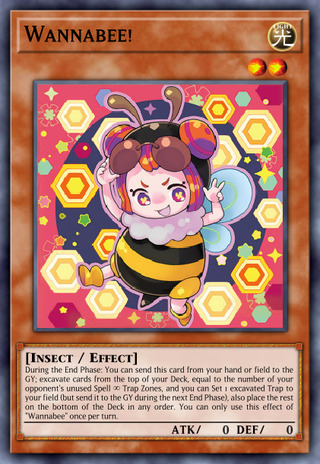 Wannabee!
LIGHT
光
[Insect / Effect]
During the End Phase: You can send this card from your hand or field to the
GY; excavate cards from the top of your Deck, equal to the number of your
opponent's unused Spell & Trap Zones, and you can Set 1 excavated Trap to
your field (but send it to the GY during the next End Phase), also place the rest
on the bottom of the Deck in any order. You can only use this effect of
"Wannabee" once per turn.
ATK/ 0 DEF/ 0